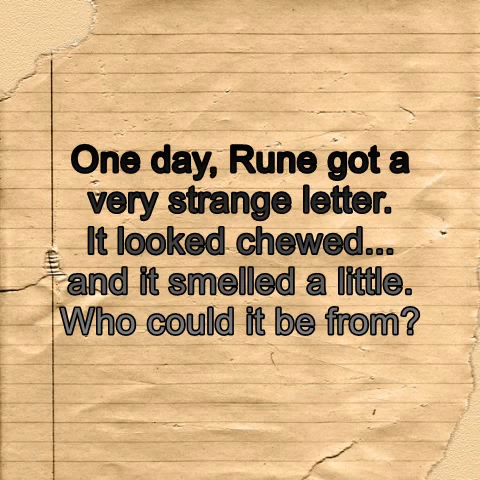 One day, Rune got a
very strange letter.
It looked chewed...
and it smelled a little.
Who could it be from?